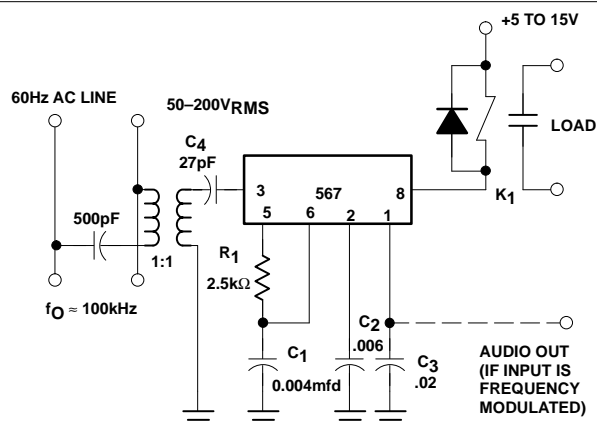 +5 TO 15V
60Hz AC LINE
50–200VRMS
C4
27pF
LOAD
3
567
8
K1
5
6
2
1
500pF
1:1
R1
2.5kΩ
fO ≈ 100kHz
C1
0.004mfd
C2
.006
C3
.02
AUDIO OUT
(IF INPUT IS
FREQUENCY
MODULATED)